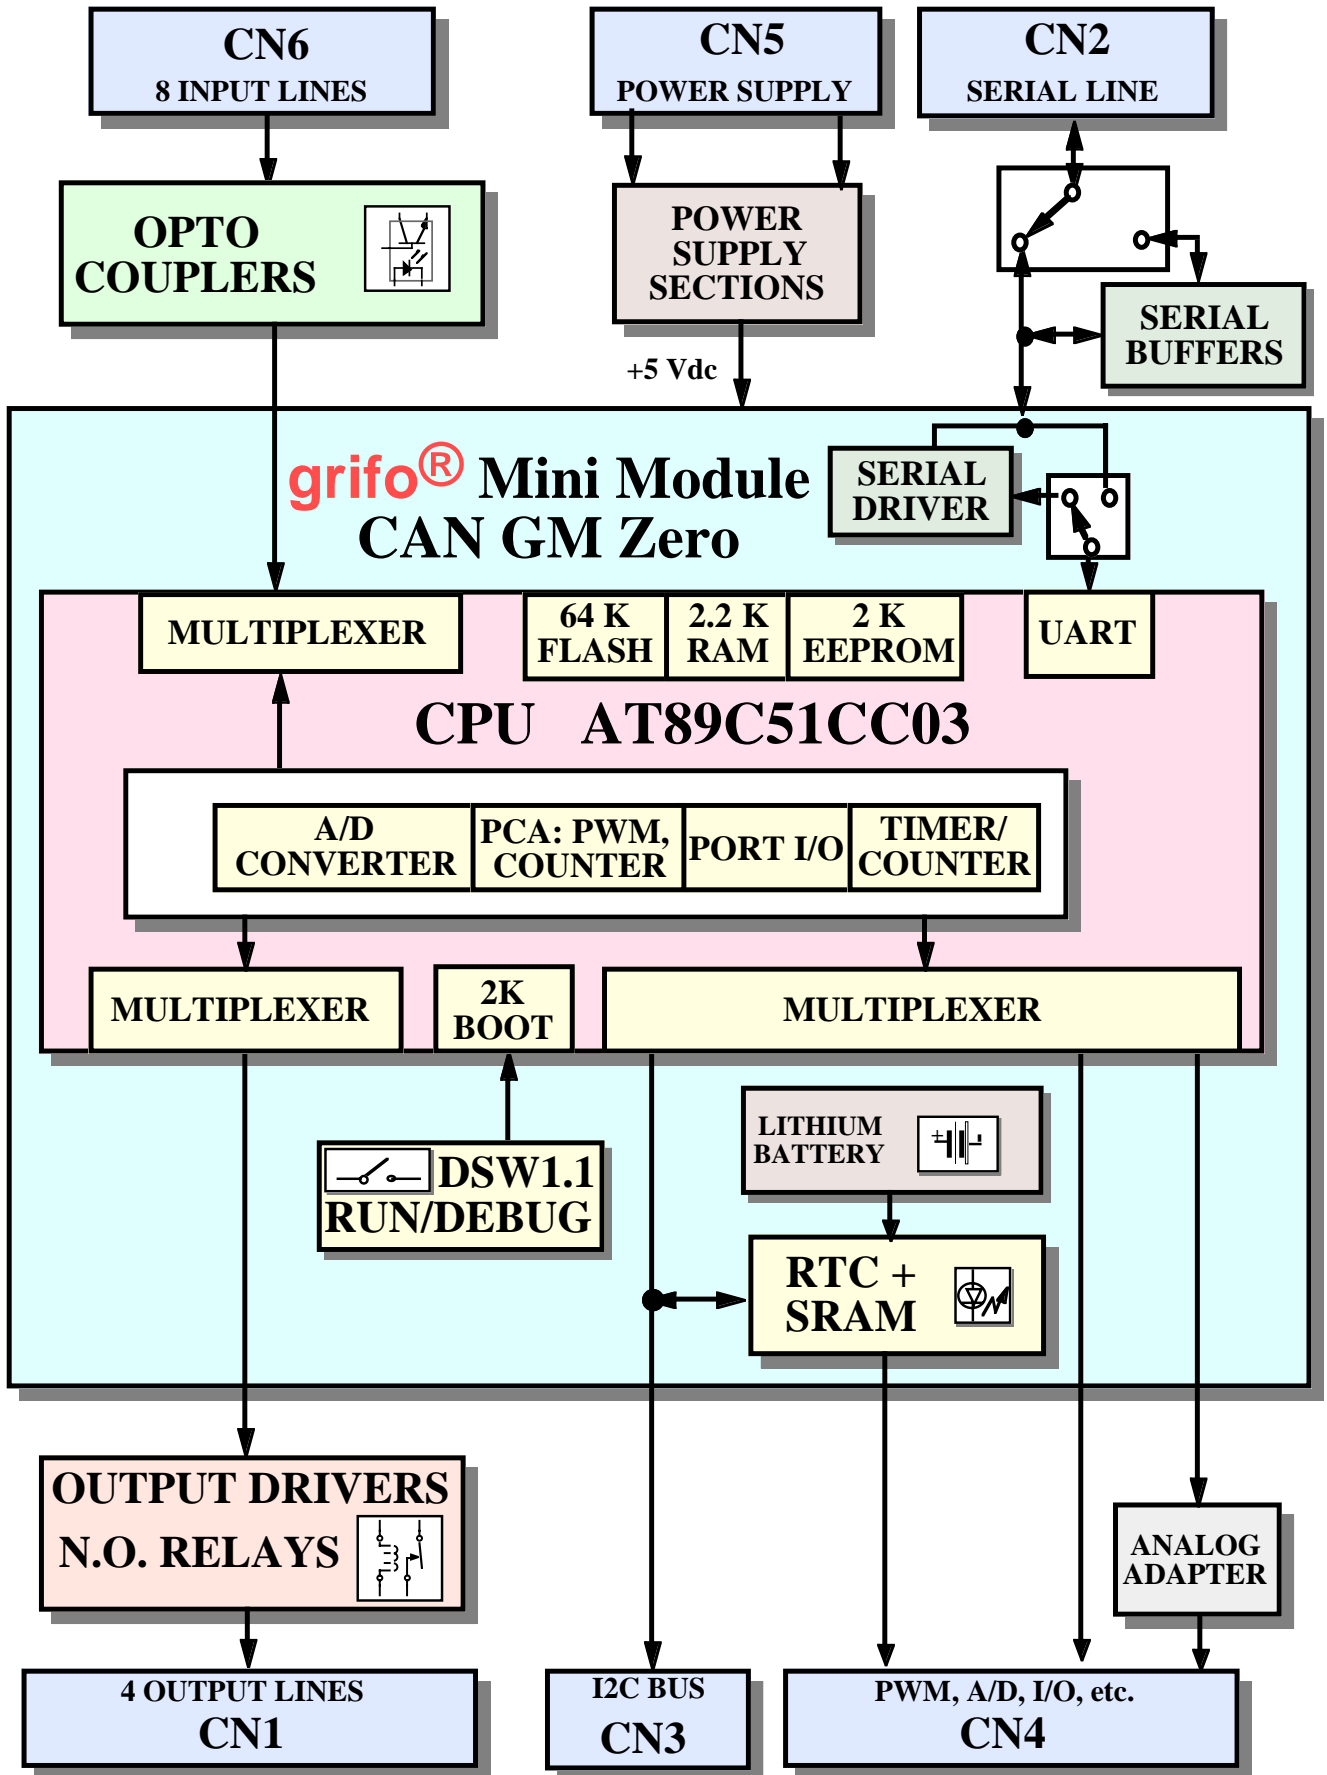 CN6
8 INPUT LINES
CN5
POWER SUPPLY
CN2
SERIAL LINE
OPTO
COUPLERS
POWER
SUPPLY
SECTIONS
SERIAL
BUFFERS
+5 Vdc
grifo® Mini Module
CAN GM Zero
SERIAL
DRIVER
MULTIPLEXER
64 K
FLASH
2.2 K
RAM
2 K
EEPROM
UART
CPU AT89C51CC03
A/D
CONVERTER
PCA: PWM,
COUNTER
PORT I/O
TIMER/
COUNTER
MULTIPLEXER
2K
BOOT
MULTIPLEXER
DSW1.1
RUN/DEBUG
LITHIUM
BATTERY
+
RTC +
SRAM
OUTPUT DRIVERS
N.O. RELAYS
ANALOG
ADAPTER
4 OUTPUT LINES
CN1
I2C BUS
CN3
PWM, A/D, I/O, etc.
CN4